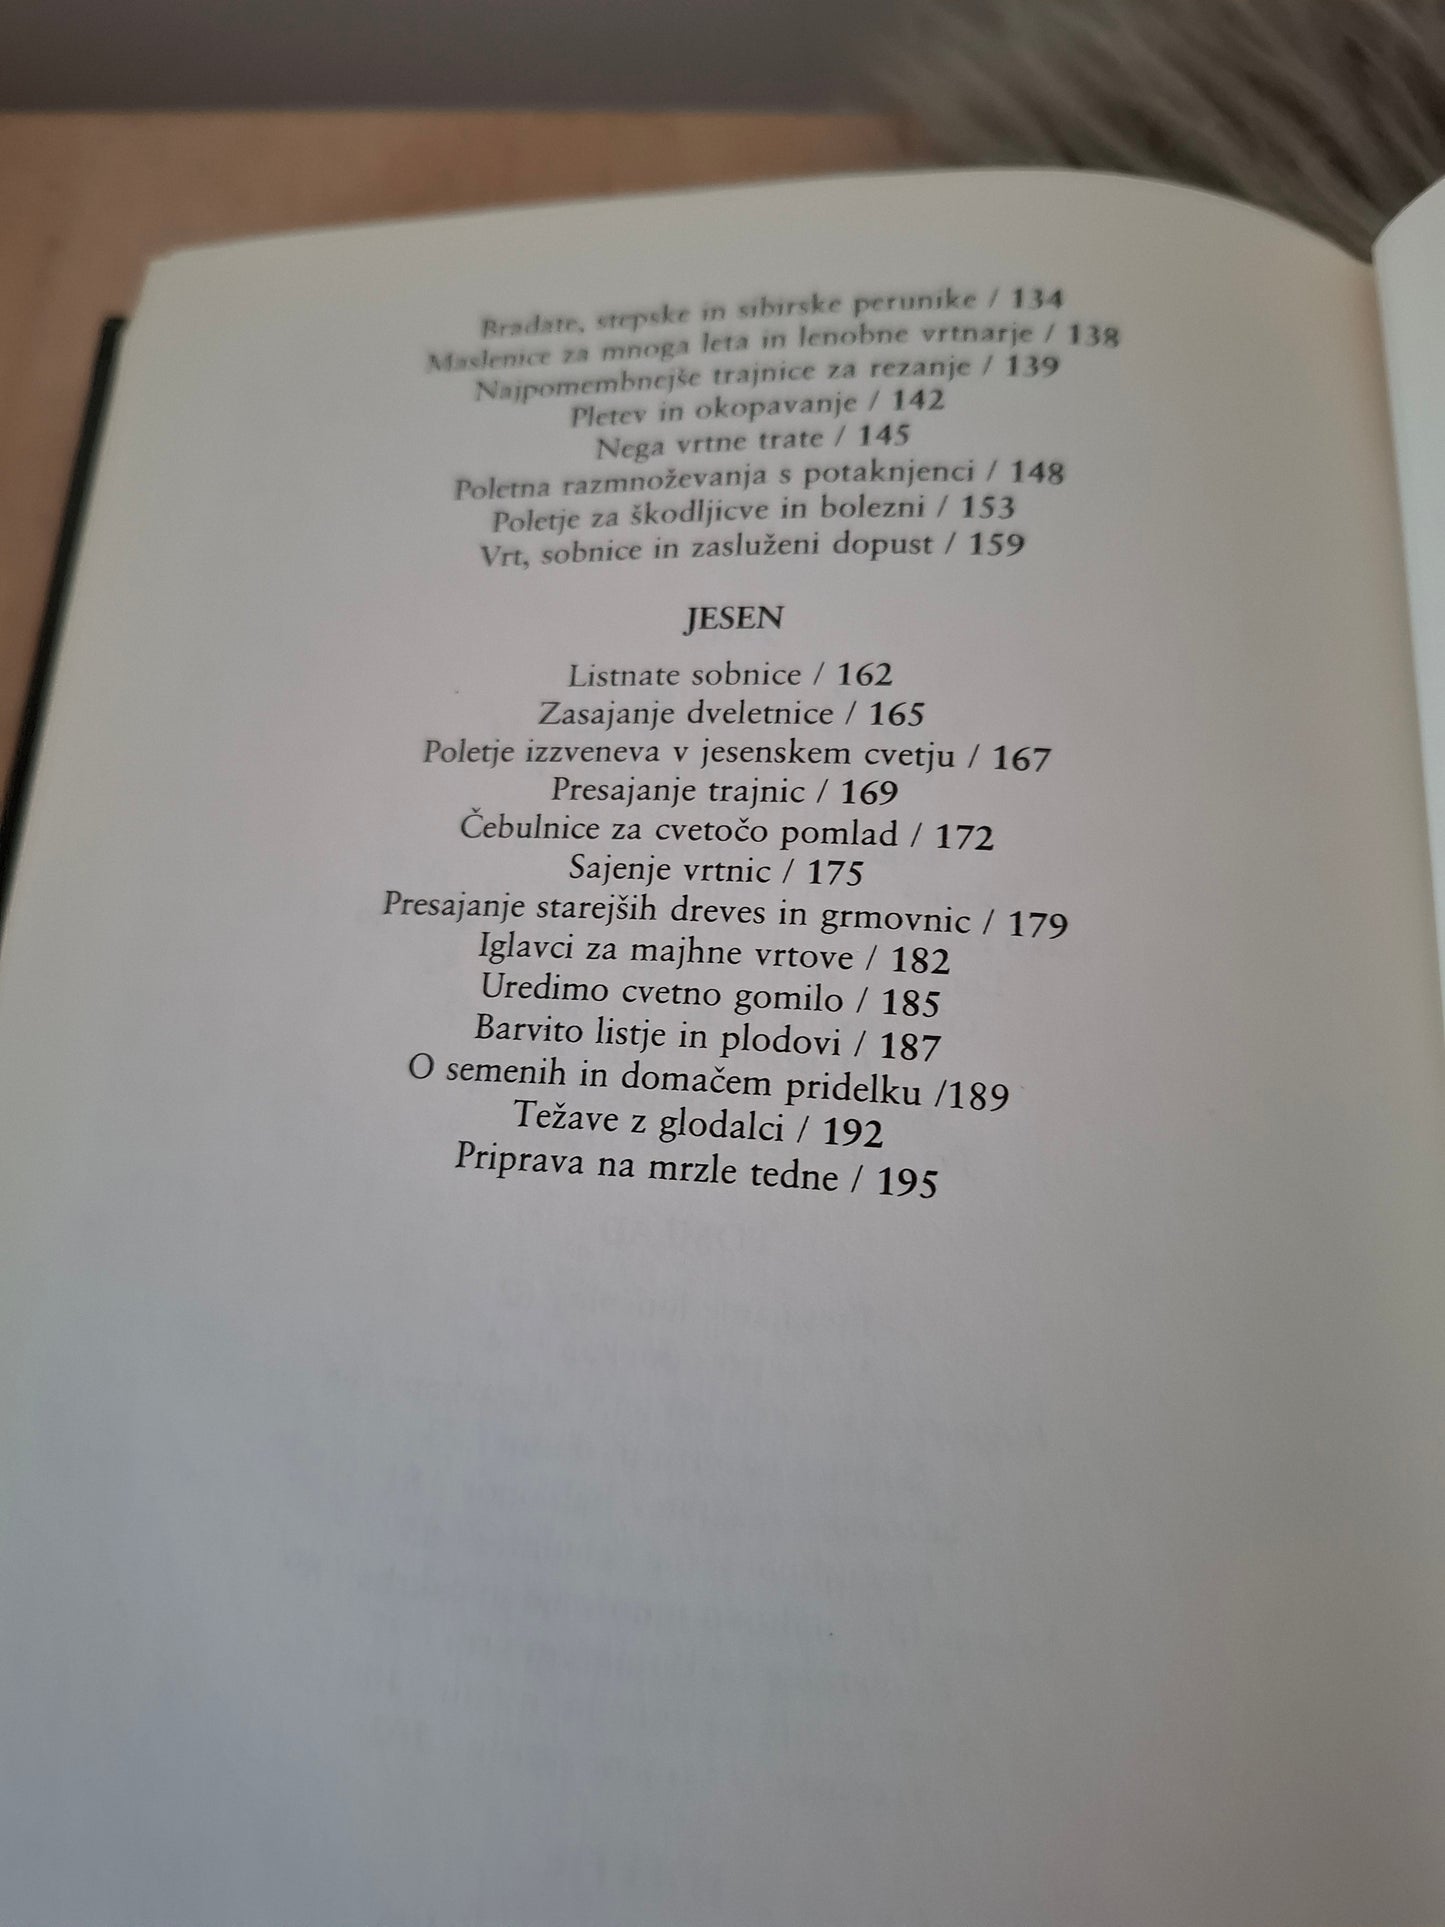 Bradate, stepske in sibirske perunike / 134
Maslenice za mnoga leta in lenobne vrtnarje / 138
Najpomembnejše trajnice za rezanje / 139
Pletev in okopavanje / 142
Nega vrtne trate / 145
Poletna razmnoževanja s potaknjenci / 148
Poletje za škodljicve in bolezni / 153
Vrt, sobnice in zasluženi dopust / 159
JESEN
Listnate sobnice / 162
Zasajanje dveletnice / 165
Poletje izzveneva v jesenskem cvetju / 167
Presajanje trajnic / 169
Čebulnice za cvetočo pomlad / 172
Sajenje vrtnic / 175
Presajanje starejših dreves in grmovnic / 179
Iglavci za majhne vrtove / 182
Uredimo cvetno gomilo / 185
Barvito listje in plodovi / 187
O semenih in domačem pridelku /189
Težave z glodalci / 192
Priprava na mrzle tedne / 195